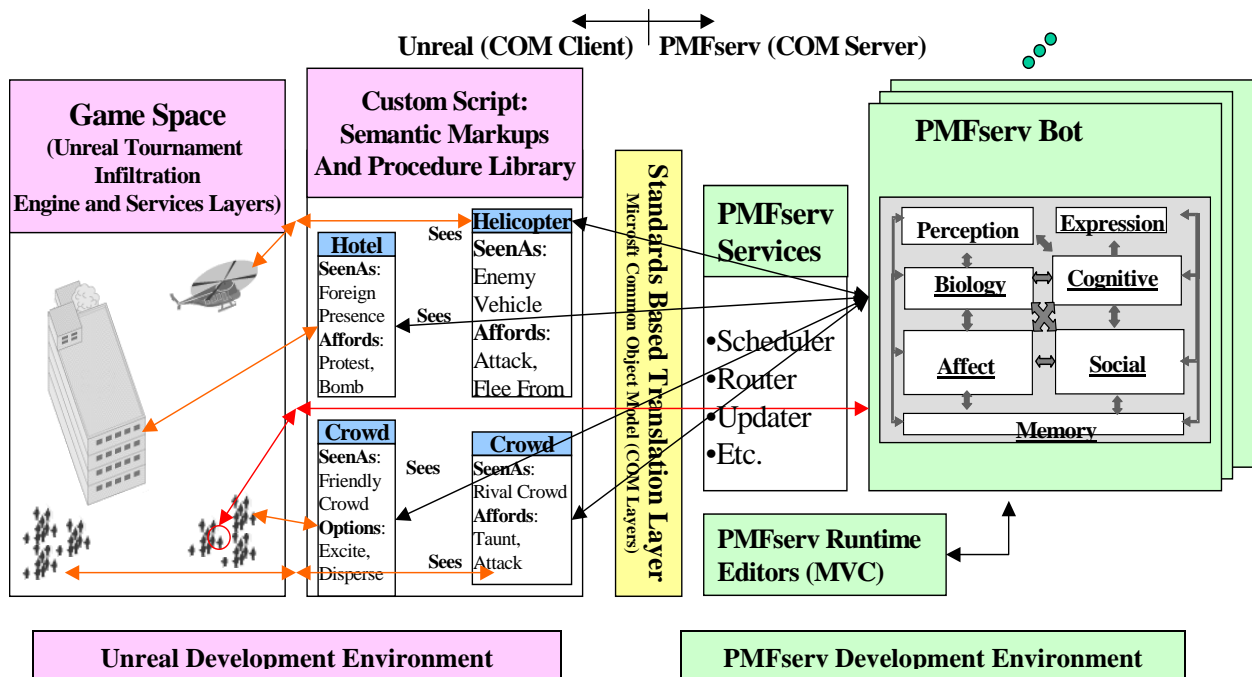 Unreal (COM Client)
PMFserv (COM Server)
Game Space
(Unreal Tournament
Infiltration
Engine and Services Layers)
Custom Script:
Semantic Markups
And Procedure Library
Hotel
SeenAs:
Foreign
Presence
Affords:
Protest,
Bomb
Sees
Helicopter
SeenAs:
Enemy
Vehicle
Affords:
Attack,
Flee From
Sees
Crowd
SeenAs:
Friendly
Crowd
Options:
Excite,
Disperse
Sees
Crowd
SeenAs:
Rival Crowd
Affords:
Taunt,
Attack
Sees
Standards Based Translation Layer
Microsft Common Object Model (COM Layers)
PMFserv
Services
•Scheduler
•Router
•Updater
•Etc.
PMFserv Bot
Perception
Expression
Biology
Cognitive
Affect
Social
Memory
PMFserv Runtime
Editors (MVC)
Unreal Development Environment
PMFserv Development Environment